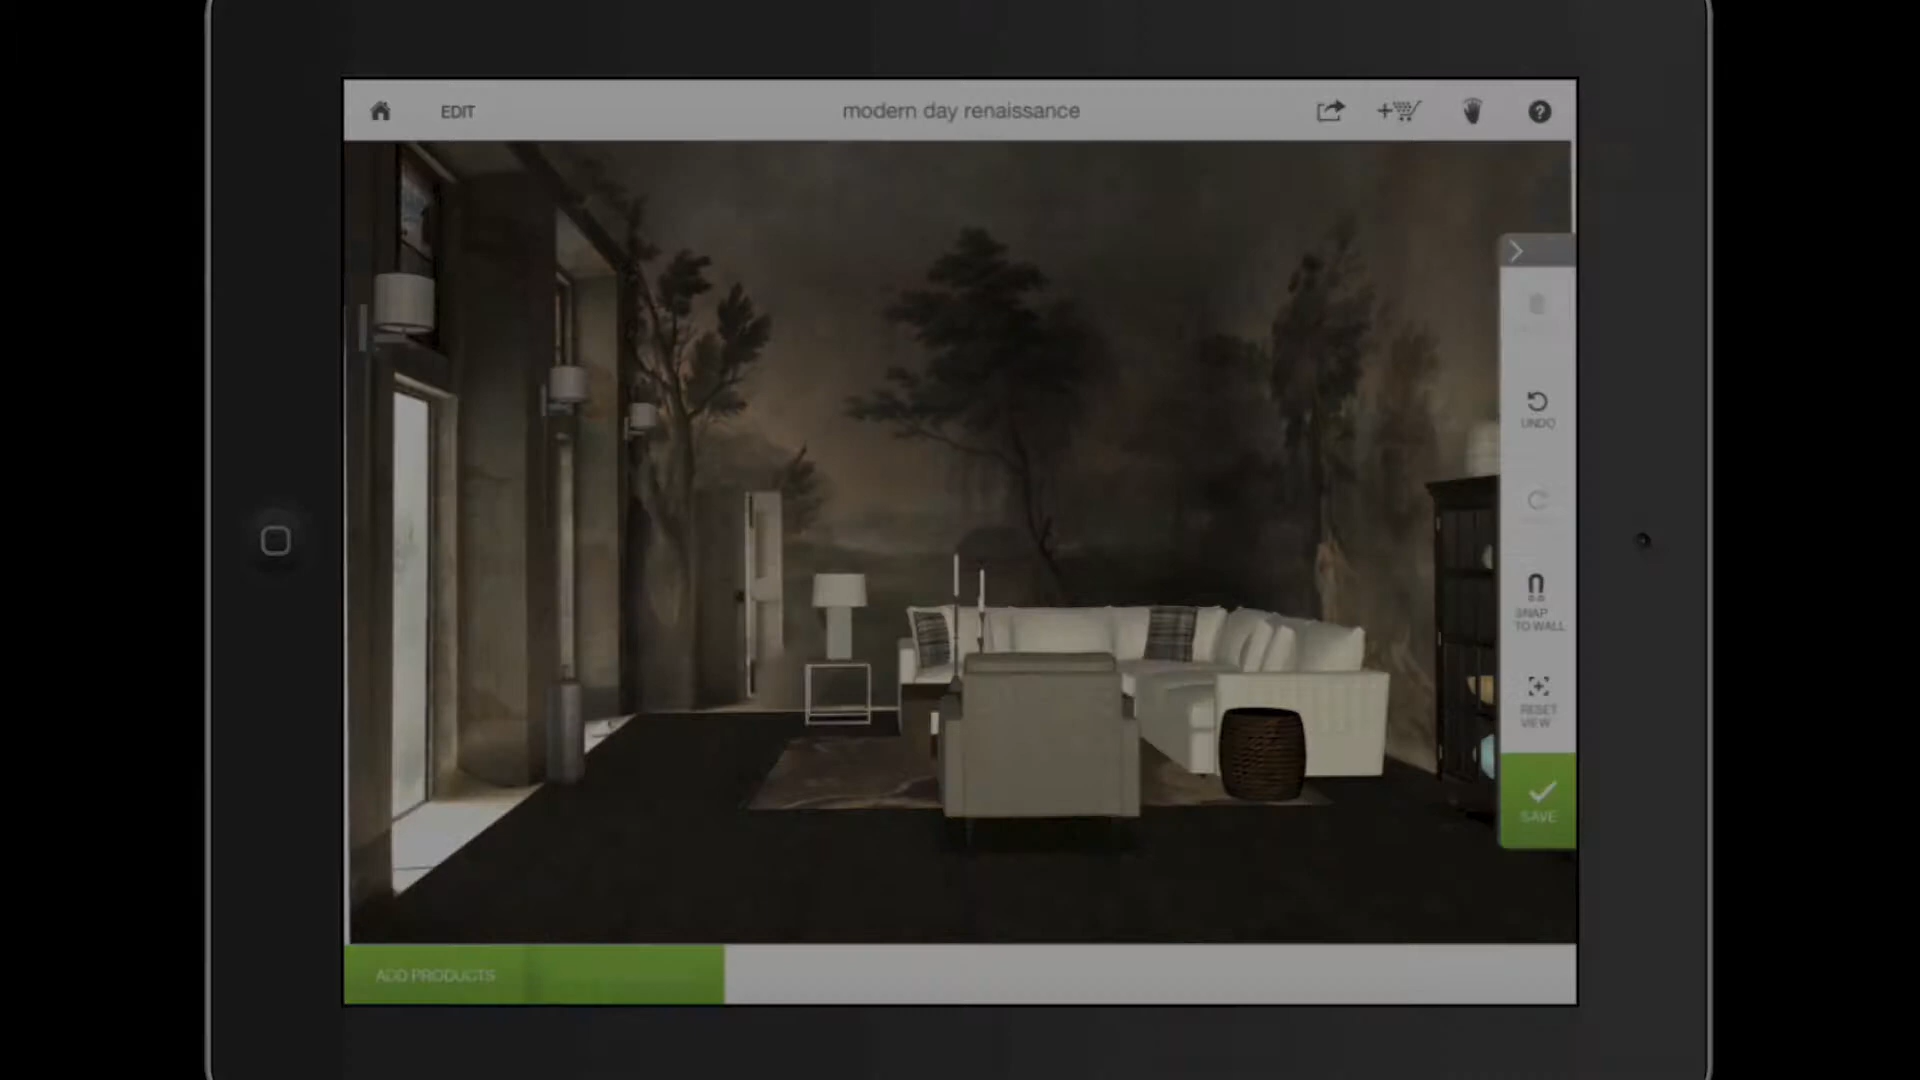 EDIT
modern day renaissance
?
UNDO
SNAP
TO WALL
RESET
VIEW
SAVE
ADD PRODUCTS